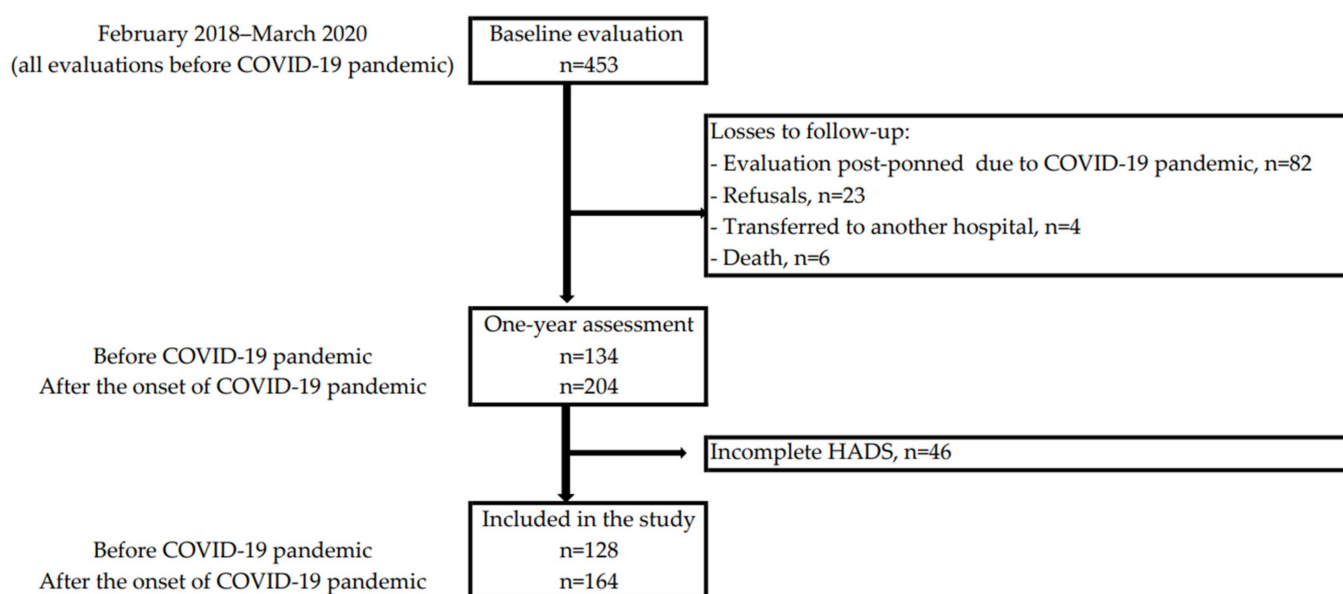 February 2018–March 2020
(all evaluations before COVID-19 pandemic)
Baseline evaluation
n=453
Losses to follow-up:
- Evaluation post-ponned due to COVID-19 pandemic, n=82
- Refusals, n=23
- Transferred to another hospital, n=4
- Death, n=6
One-year assessment
Before COVID-19 pandemic n=134
After the onset of COVID-19 pandemic n=204
Incomplete HADS, n=46
Included in the study
Before COVID-19 pandemic n=128
After the onset of COVID-19 pandemic n=164